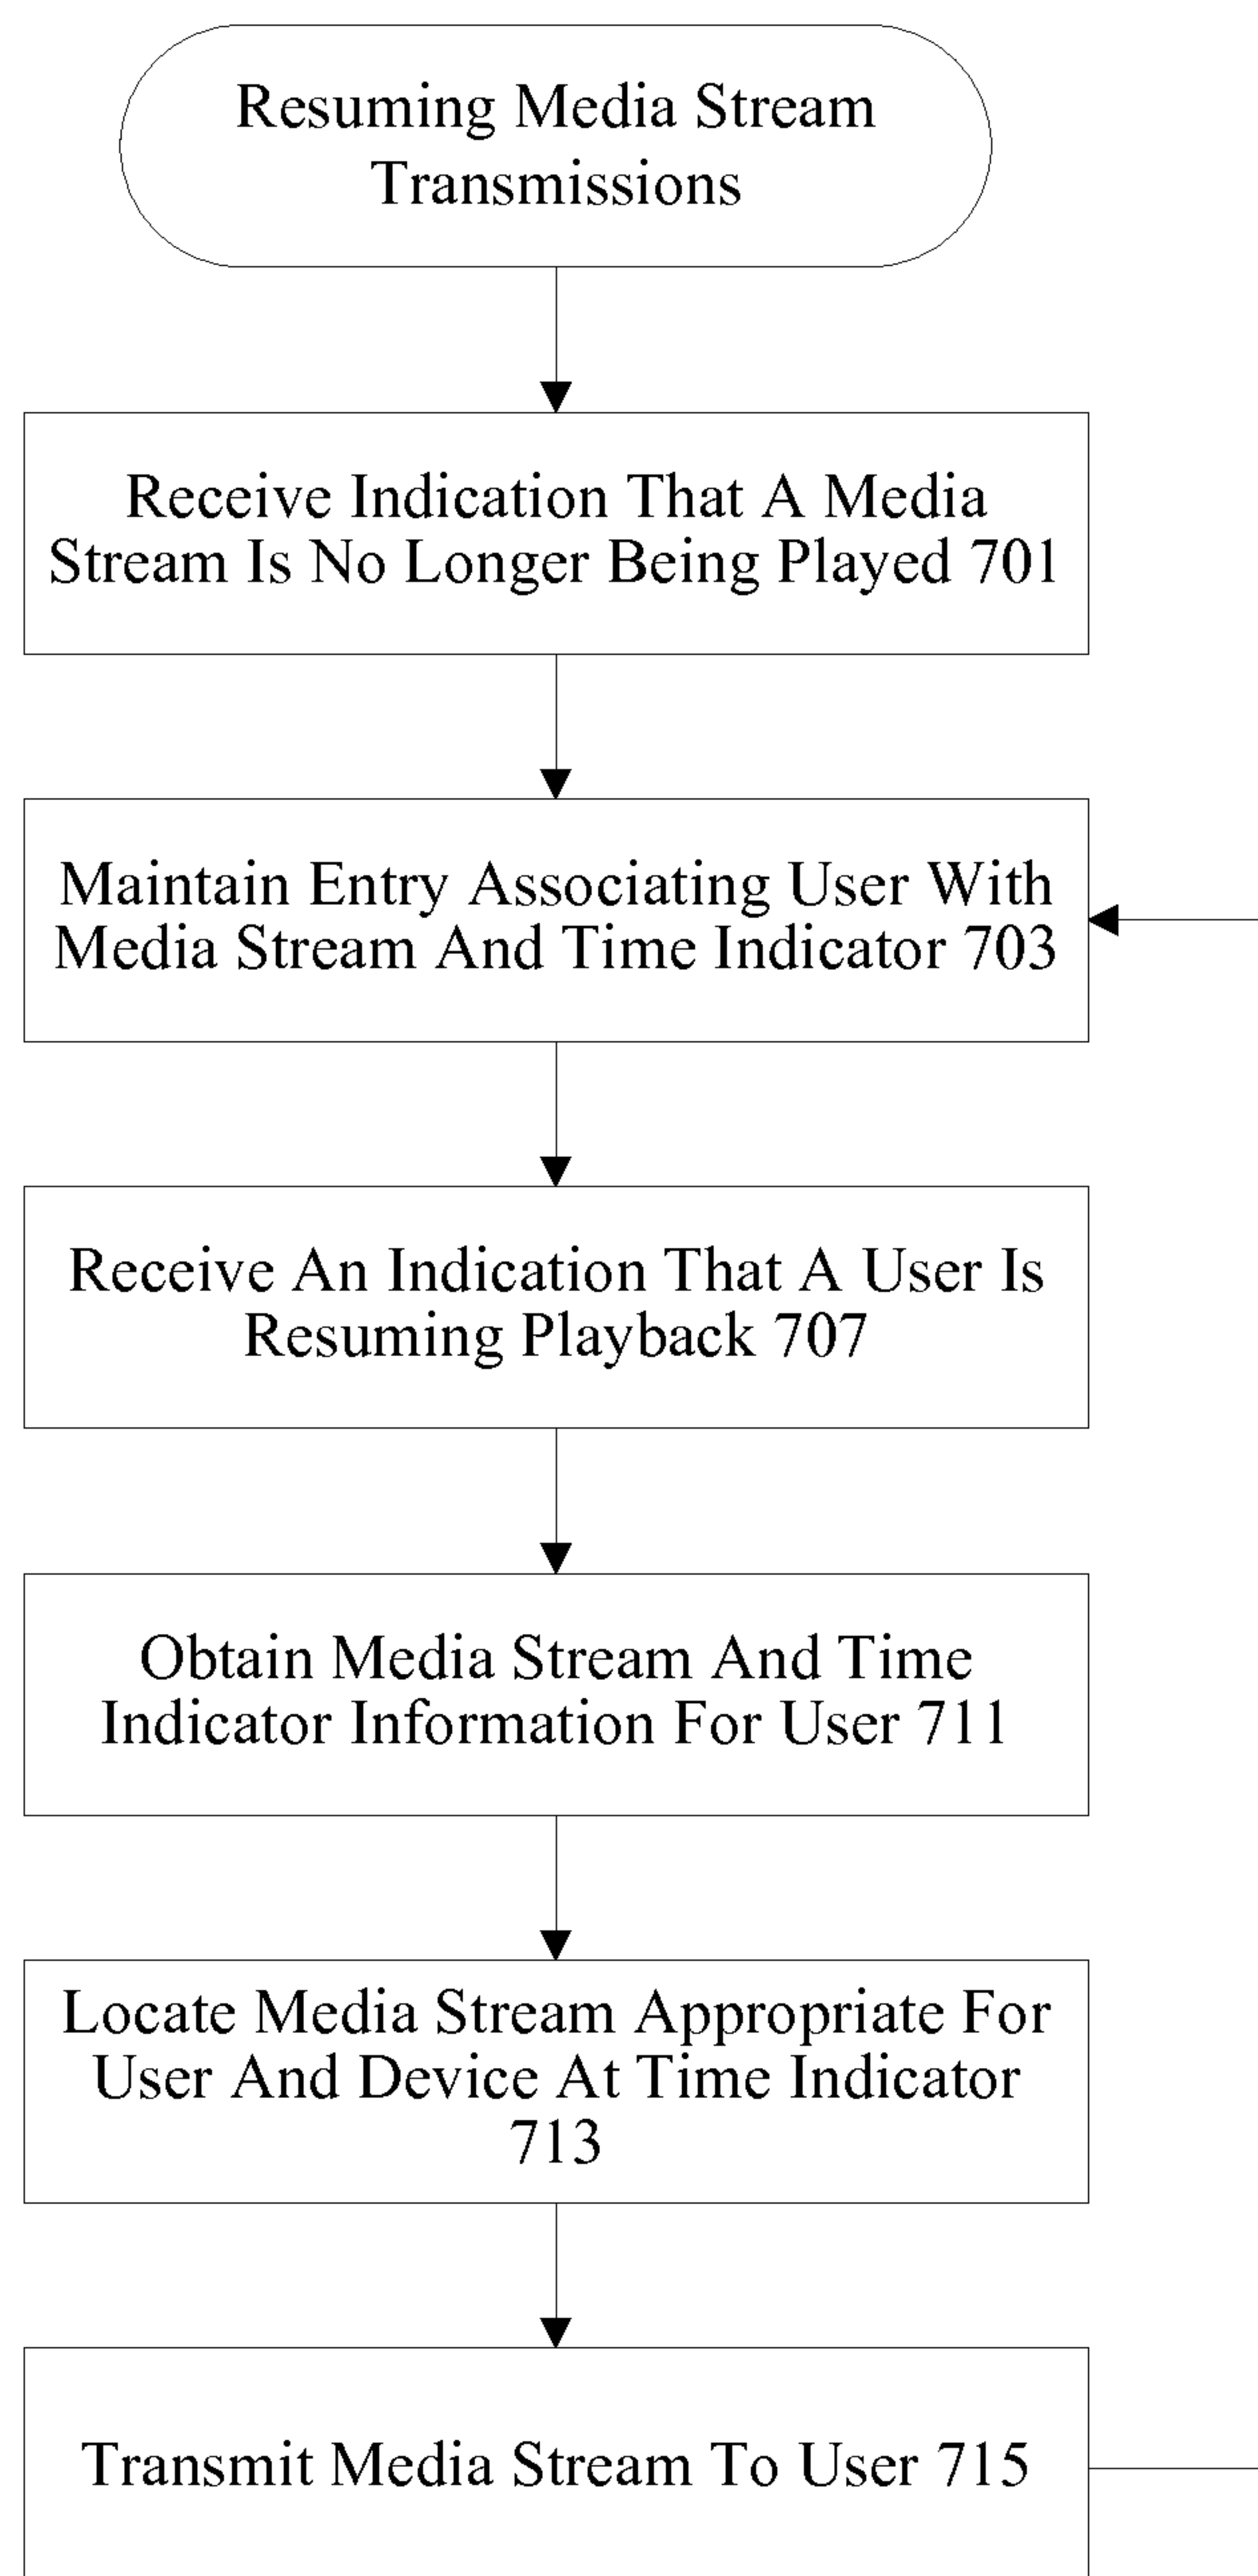 Resuming Media Stream
Transmissions
Receive Indication That A Media
Stream Is No Longer Being Played 701
Maintain Entry Associating User With
Media Stream And Time Indicator 703
Receive An Indication That A User Is
Resuming Playback 707
Obtain Media Stream And Time
Indicator Information For User 711
Locate Media Stream Appropriate For
User And Device At Time Indicator
713
Transmit Media Stream To User 715